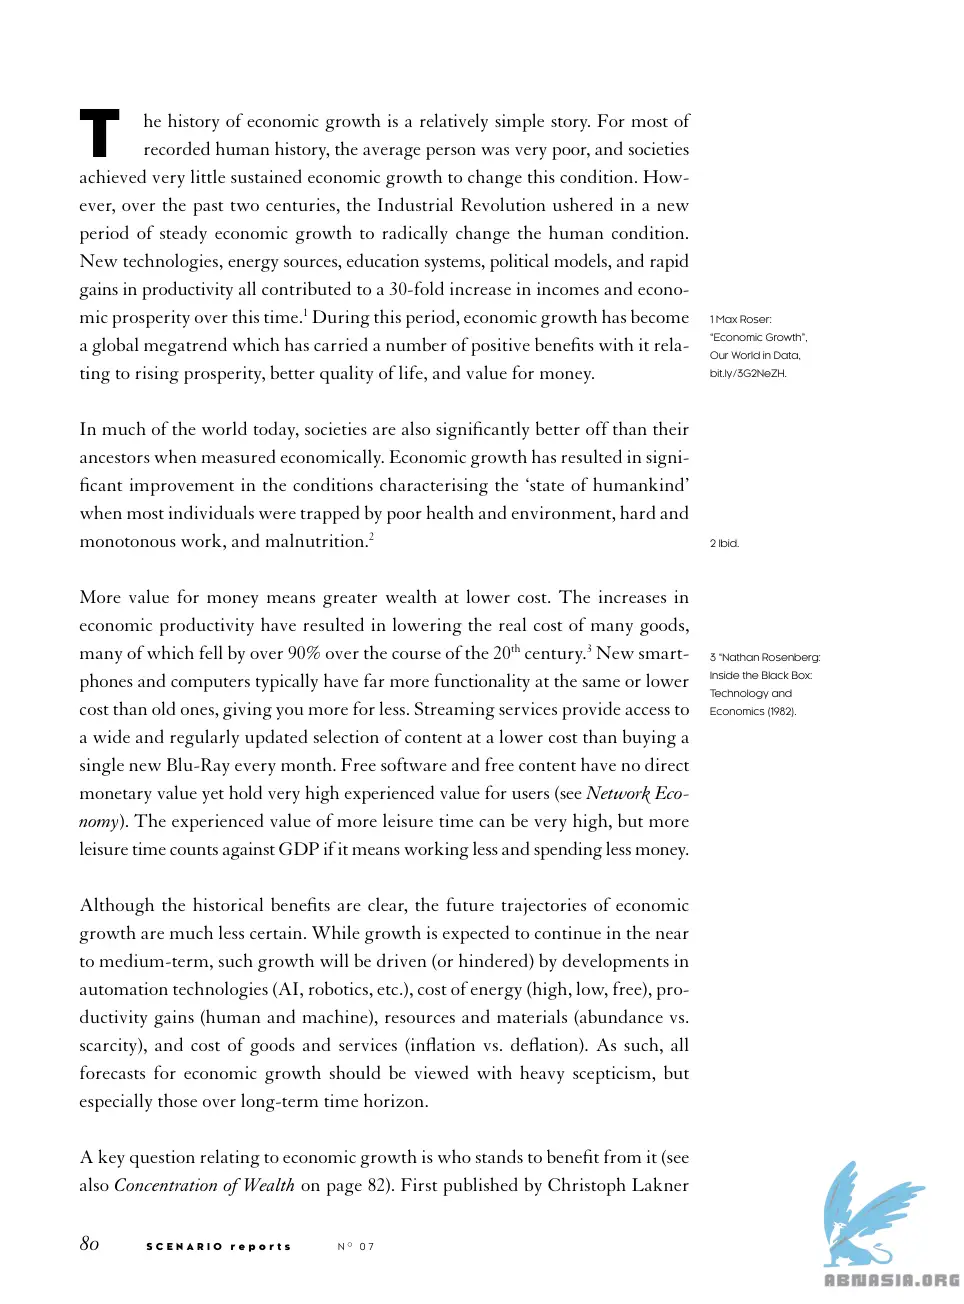 The history of economic growth is a relatively simple story. For most of
recorded human history, the average person was very poor, and societies
achieved very little sustained economic growth to change this condition. How-
ever, over the past two centuries, the Industrial Revolution ushered in a new
period of steady economic growth to radically change the human condition.
New technologies, energy sources, education systems, political models, and rapid
gains in productivity all contributed to a 30-fold increase in incomes and econo-
mic prosperity over this time.1 During this period, economic growth has become
a global megatrend which has carried a number of positive benefits with it rela-
ting to rising prosperity, better quality of life, and value for money.
1 Max Roser:
“Economic Growth”,
Our World in Data,
bit.ly/3G2NeZH.
In much of the world today, societies are also significantly better off than their
ancestors when measured economically. Economic growth has resulted in signi-
ficant improvement in the conditions characterising the ‘state of humankind’
when most individuals were trapped by poor health and environment, hard and
monotonous work, and malnutrition.2
2 Ibid.
More value for money means greater wealth at lower cost. The increases in
economic productivity have resulted in lowering the real cost of many goods,
many of which fell by over 90% over the course of the 20th century.3 New smart-
phones and computers typically have far more functionality at the same or lower
cost than old ones, giving you more for less. Streaming services provide access to
a wide and regularly updated selection of content at a lower cost than buying a
single new Blu-Ray every month. Free software and free content have no direct
monetary value yet hold very high experienced value for users (see Network Eco-
nomy). The experienced value of more leisure time can be very high, but more
leisure time counts against GDP if it means working less and spending less money.
3 “Nathan Rosenberg:
Inside the Black Box:
Technology and
Economics (1982).
Although the historical benefits are clear, the future trajectories of economic
growth are much less certain. While growth is expected to continue in the near
to medium-term, such growth will be driven (or hindered) by developments in
automation technologies (AI, robotics, etc.), cost of energy (high, low, free), pro-
ductivity gains (human and machine), resources and materials (abundance vs.
scarcity), and cost of goods and services (inflation vs. deflation). As such, all
forecasts for economic growth should be viewed with heavy scepticism, but
especially those over long-term time horizon.
A key question relating to economic growth is who stands to benefit from it (see
also Concentration of Wealth on page 82). First published by Christoph Lakner
80 SCENARIO reports Nº 07
ABNASIA.ORG